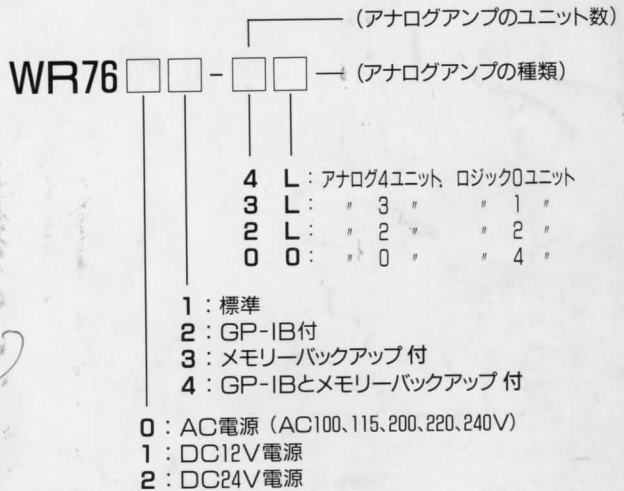 (アナログアンプのユニット数)
WR76□□-□□ (アナログアンプの種類)
4 L : アナログ4ユニット, ロジック0ユニット
3 L : 〃 3 〃 〃 1 〃
2 L : 〃 2 〃 〃 2 〃
0 0 : 〃 0 〃 〃 4 〃
1 : 標準
2 : GP-IB付
3 : メモリーバックアップ付
4 : GP-IBとメモリーバックアップ付
0 : AC電源 (AC100、115、200、220、240V)
1 : DC12V電源
2 : DC24V電源